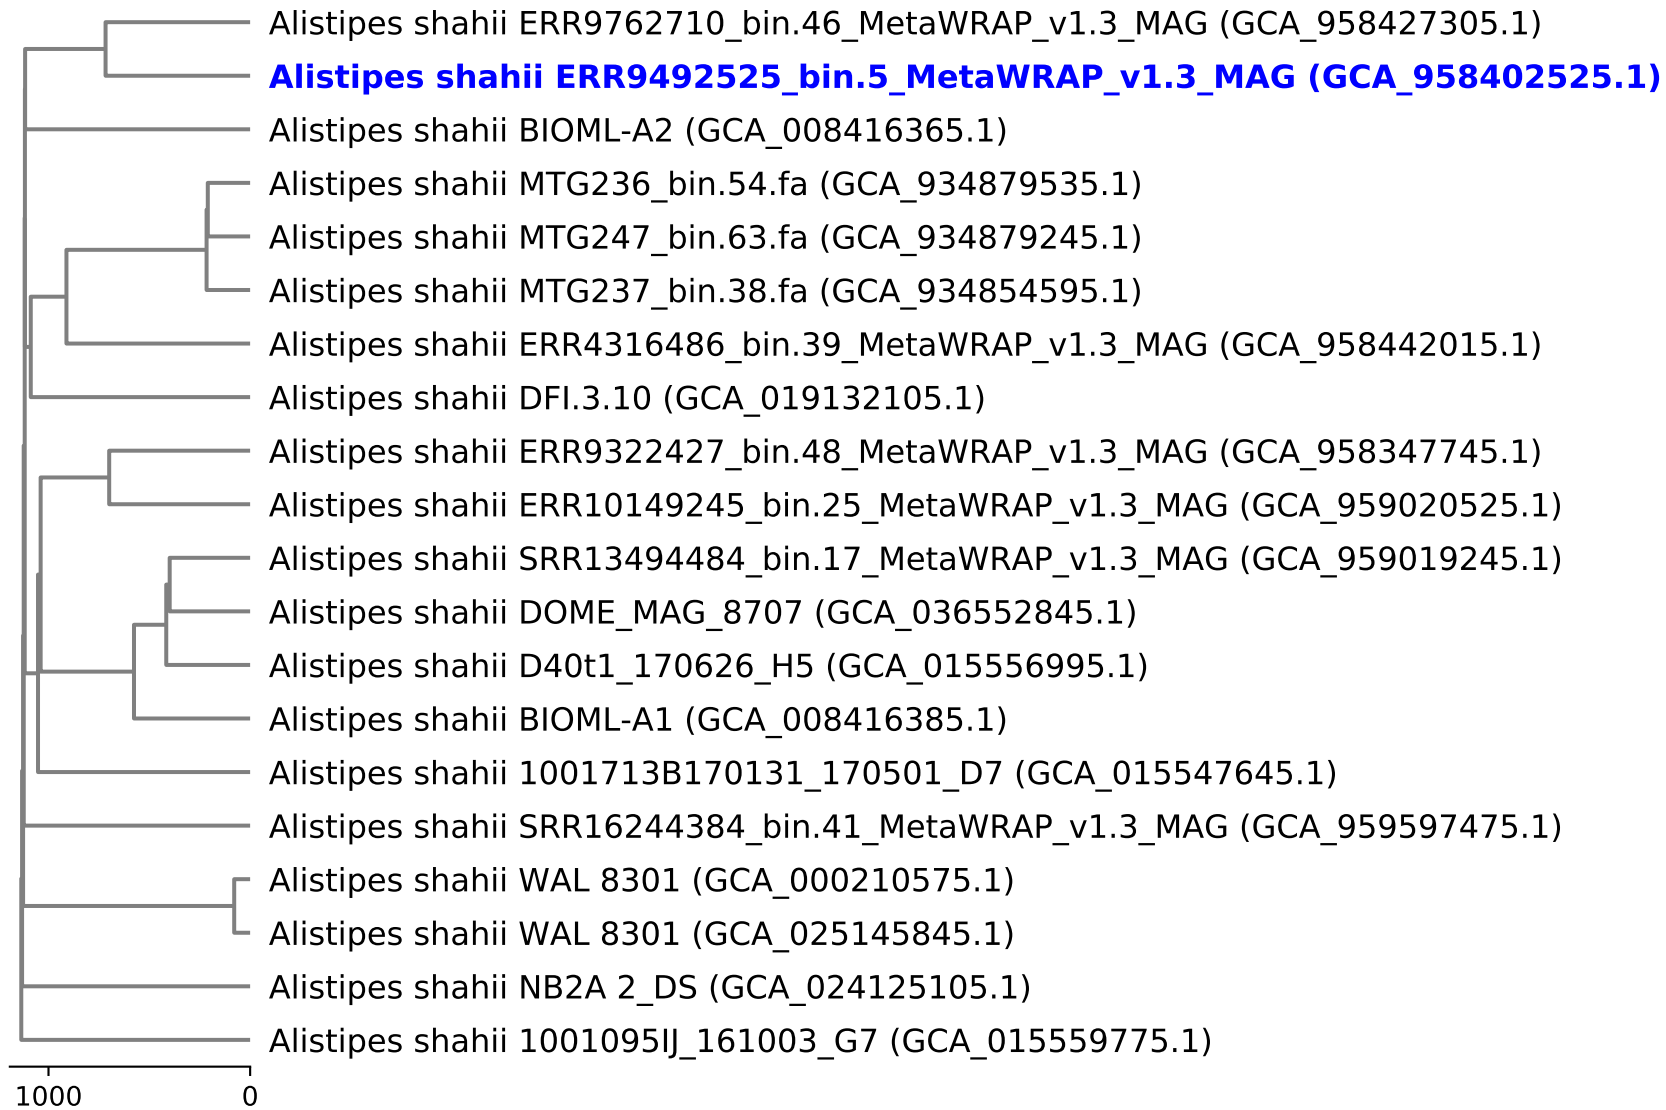 Alistipes shahii ERR9762710_bin.46_MetaWRAP_v1.3_MAG (GCA_958427305.1)
Alistipes shahii ERR9492525_bin.5_MetaWRAP_v1.3_MAG (GCA_958402525.1)
Alistipes shahii BIOML-A2 (GCA_008416365.1)
Alistipes shahii MTG236_bin.54.fa (GCA_934879535.1)
Alistipes shahii MTG247_bin.63.fa (GCA_934879245.1)
Alistipes shahii MTG237_bin.38.fa (GCA_934854595.1)
Alistipes shahii ERR4316486_bin.39_MetaWRAP_v1.3_MAG (GCA_958442015.1)
Alistipes shahii DFI.3.10 (GCA_019132105.1)
Alistipes shahii ERR9322427_bin.48_MetaWRAP_v1.3_MAG (GCA_958347745.1)
Alistipes shahii ERR10149245_bin.25_MetaWRAP_v1.3_MAG (GCA_959020525.1)
Alistipes shahii SRR13494484_bin.17_MetaWRAP_v1.3_MAG (GCA_959019245.1)
Alistipes shahii DOME_MAG_8707 (GCA_036552845.1)
Alistipes shahii D40t1_170626_H5 (GCA_015556995.1)
Alistipes shahii BIOML-A1 (GCA_008416385.1)
Alistipes shahii 1001713B170131_170501_D7 (GCA_015547645.1)
Alistipes shahii SRR16244384_bin.41_MetaWRAP_v1.3_MAG (GCA_959597475.1)
Alistipes shahii WAL 8301 (GCA_000210575.1)
Alistipes shahii WAL 8301 (GCA_025145845.1)
Alistipes shahii NB2A 2_DS (GCA_024125105.1)
Alistipes shahii 1001095IJ_161003_G7 (GCA_015559775.1)
1000 0